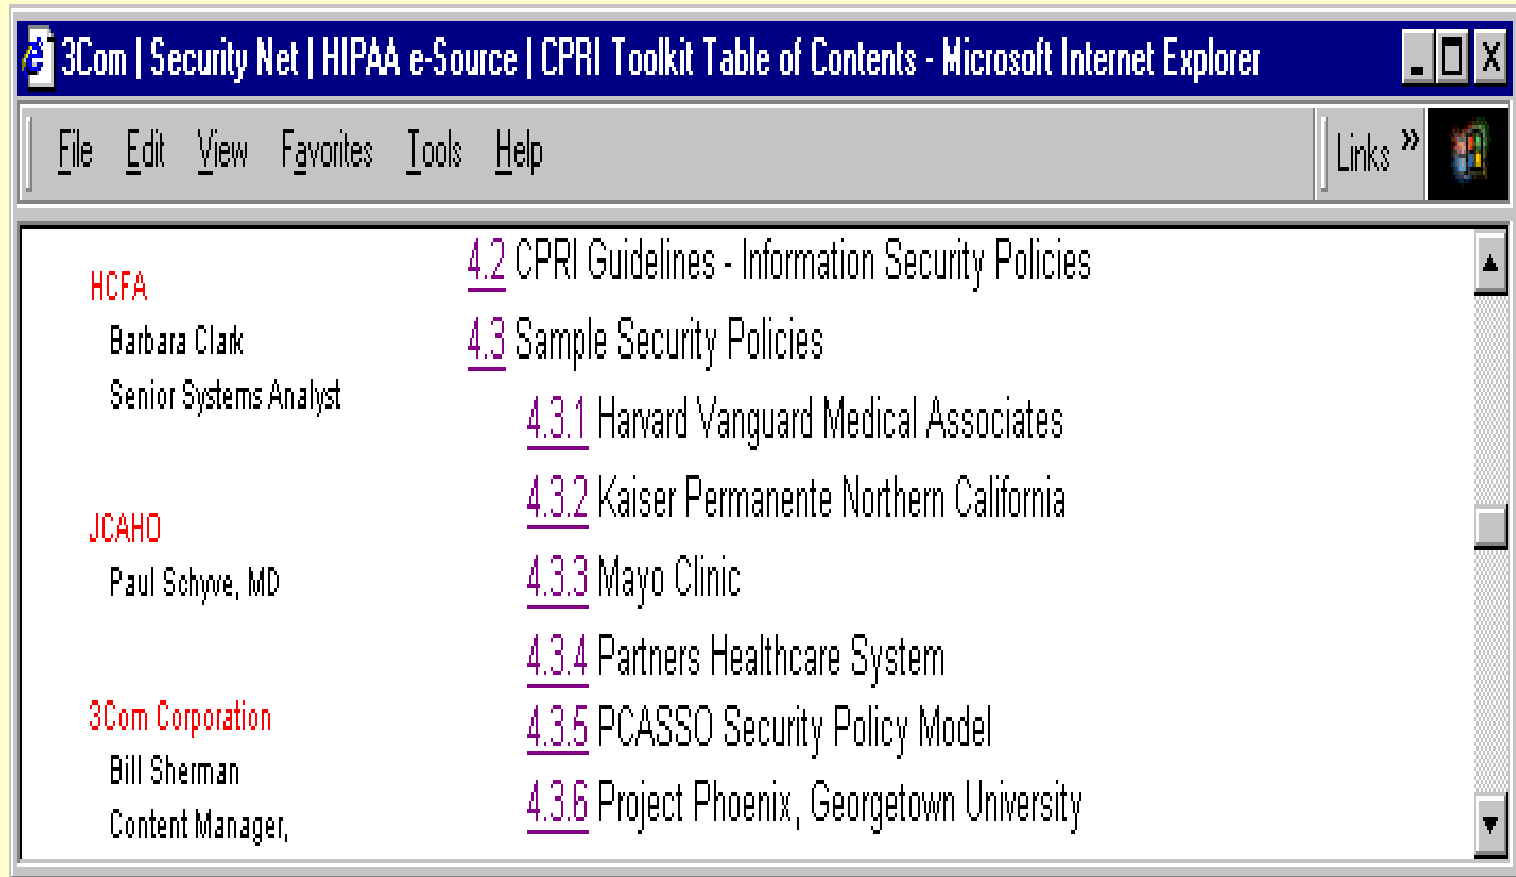 3Com | Security Net | HIPAA e-Source | CPRI Toolkit Table of Contents - Microsoft Internet Explorer
File Edit View Favorites Tools Help
Links »
HCFA
Barbara Clark
Senior Systems Analyst
JCAHO
Paul Schyve, MD
3Com Corporation
Bill Sherman
Content Manager,
4.2 CPRI Guidelines - Information Security Policies
4.3 Sample Security Policies
4.3.1 Harvard Vanguard Medical Associates
4.3.2 Kaiser Permanente Northern California
4.3.3 Mayo Clinic
4.3.4 Partners Healthcare System
4.3.5 PCASSO Security Policy Model
4.3.6 Project Phoenix, Georgetown University